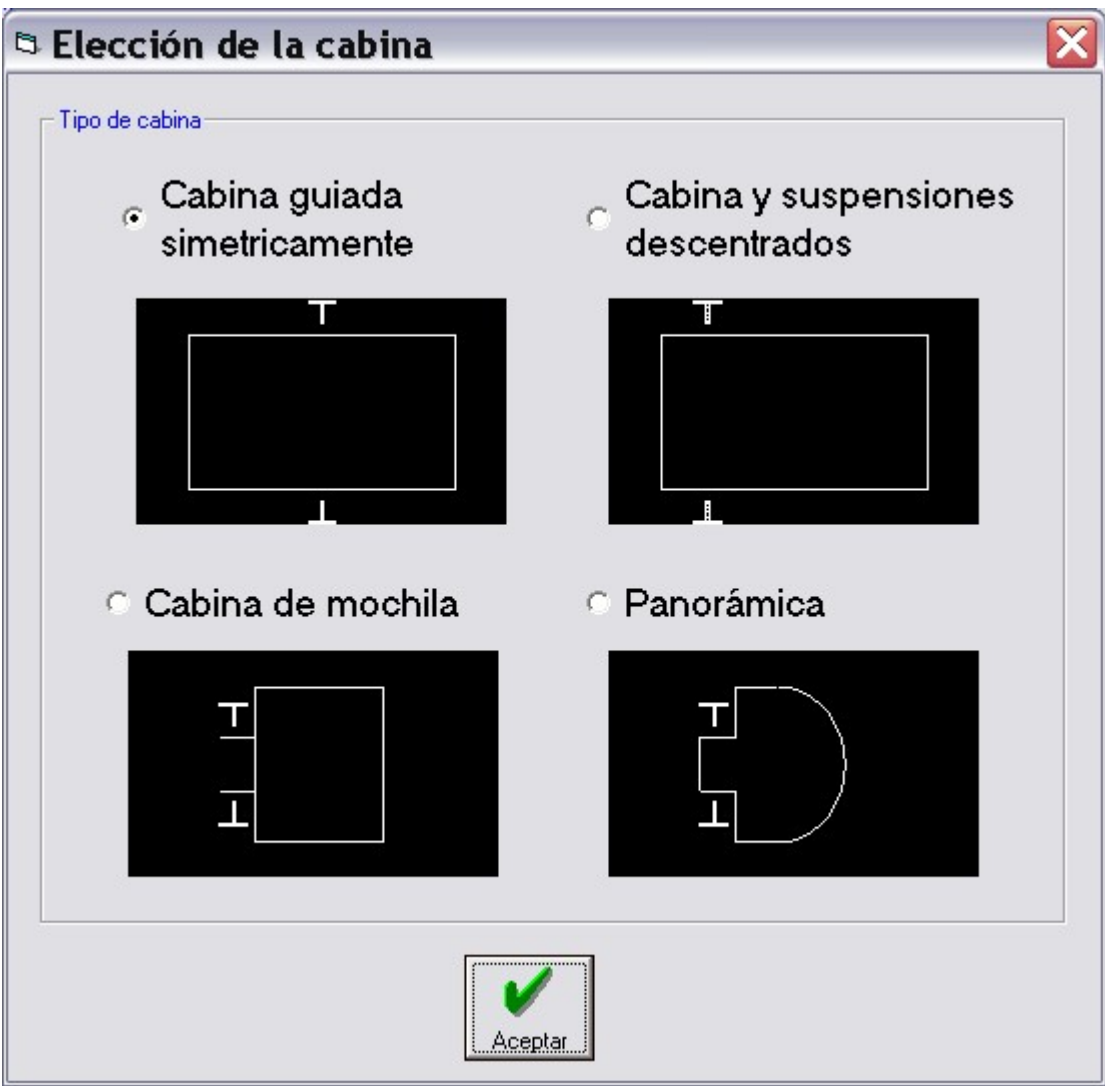 Elección de la cabina
Tipo de cabina
Cabina guiada
simetricamente
Cabina y suspensiones
descentrados
Cabina de mochila
Panorámica
Aceptar